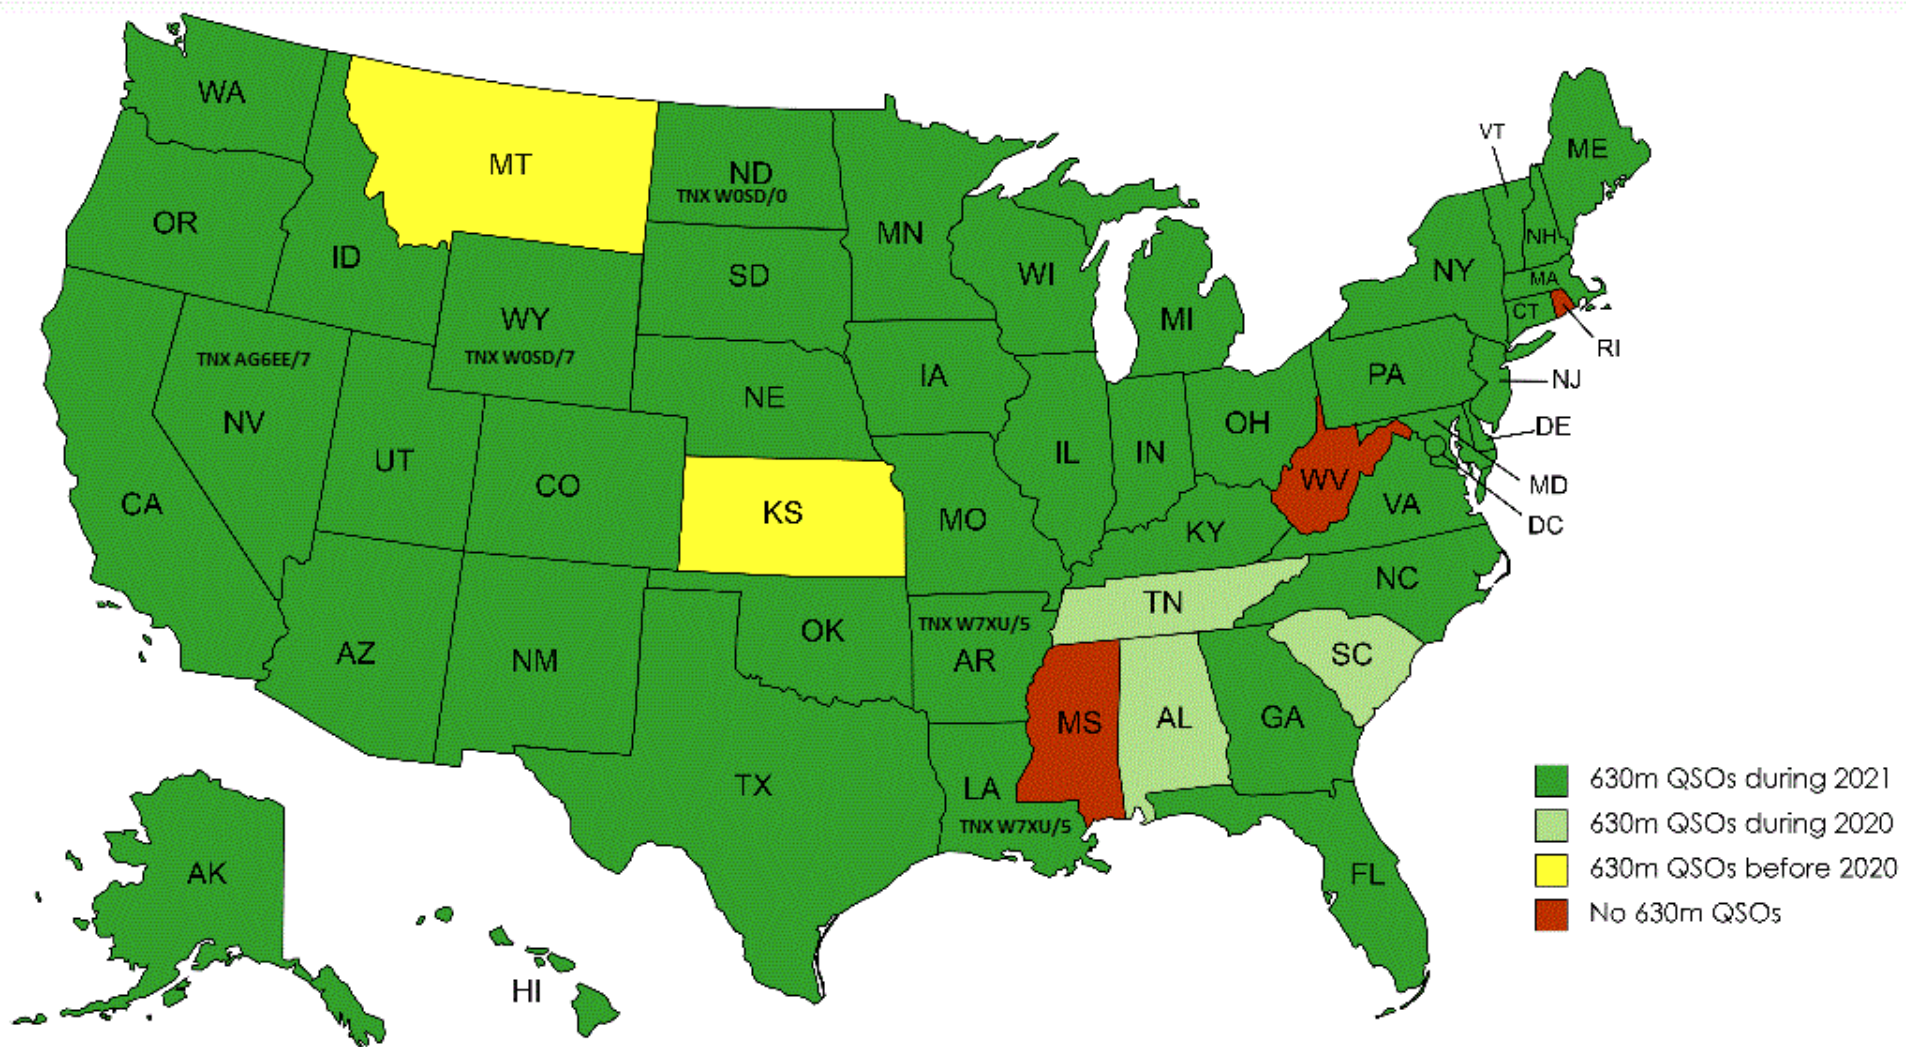 WA
MT
ND
TNX W0SD/0
MN
VT
ME
OR
ID
SD
WI
NH
NY
MA
WY
TNX W0SD/7
MI
CT
RI
TNX AG6EE/7
NV
IA
PA
NJ
NE
UT
OH
DE
CA
CO
IL
IN
WV
MD
KS
MO
VA
DC
KY
NC
TN
AZ
NM
OK
TNX W7XU/5
AR
SC
MS
AL
GA
TX
LA
TNX W7XU/5
FL
AK
HI
630m QSOs during 2021
630m QSOs during 2020
630m QSOs before 2020
No 630m QSOs